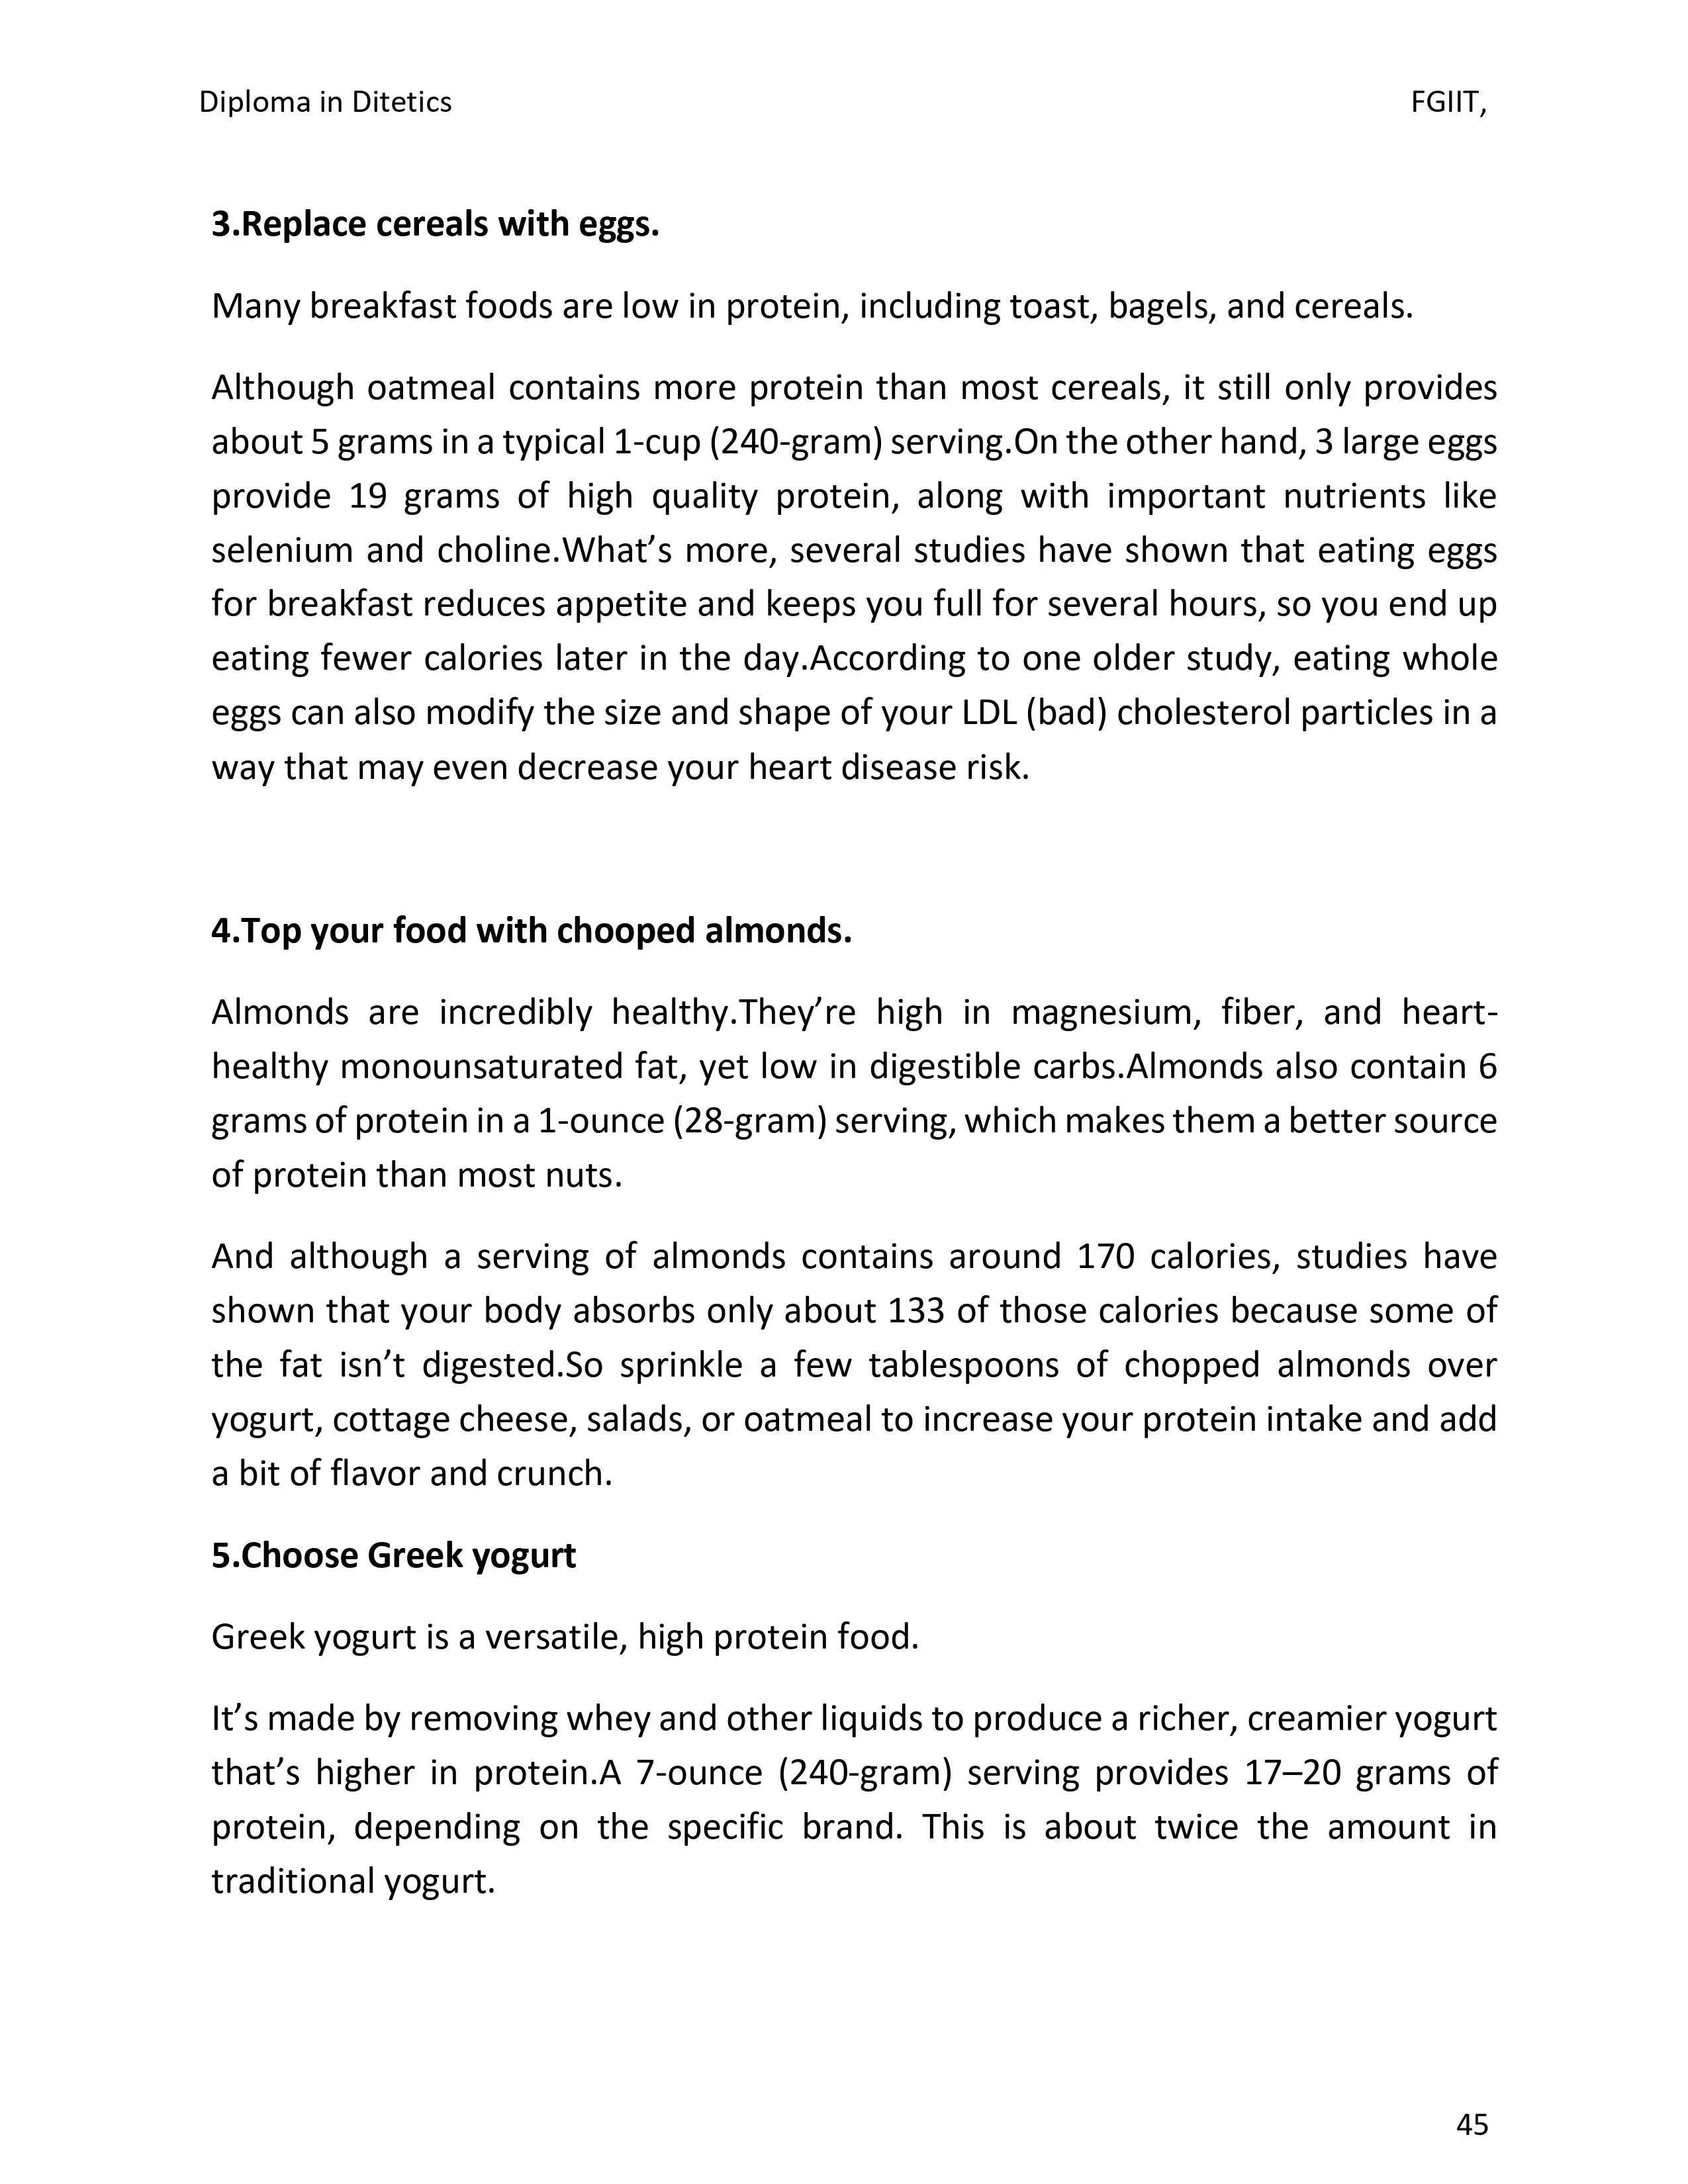 Diploma in Ditetics FGIIT,
3.Replace cereals with eggs.
Many breakfast foods are low in protein, including toast, bagels, and cereals.
Although oatmeal contains more protein than most cereals, it still only provides
about 5 grams in a typical 1-cup (240-gram) serving.On the other hand, 3 large eggs
provide 19 grams of high quality protein, along with important nutrients like
selenium and choline.What’s more, several studies have shown that eating eggs
for breakfast reduces appetite and keeps you full for several hours, so you end up
eating fewer calories later in the day.According to one older study, eating whole
eggs can also modify the size and shape of your LDL (bad) cholesterol particles in a
way that may even decrease your heart disease risk.
4.Top your food with chooped almonds.
Almonds are incredibly healthy.They’re high in magnesium, fiber, and heart-
healthy monounsaturated fat, yet low in digestible carbs.Almonds also contain 6
grams of protein in a 1-ounce (28-gram) serving, which makes them a better source
of protein than most nuts.
And although a serving of almonds contains around 170 calories, studies have
shown that your body absorbs only about 133 of those calories because some of
the fat isn’t digested.So sprinkle a few tablespoons of chopped almonds over
yogurt, cottage cheese, salads, or oatmeal to increase your protein intake and add
a bit of flavor and crunch.
5.Choose Greek yogurt
Greek yogurt is a versatile, high protein food.
It’s made by removing whey and other liquids to produce a richer, creamier yogurt
that’s higher in protein.A 7-ounce (240-gram) serving provides 17–20 grams of
protein, depending on the specific brand. This is about twice the amount in
traditional yogurt.
45